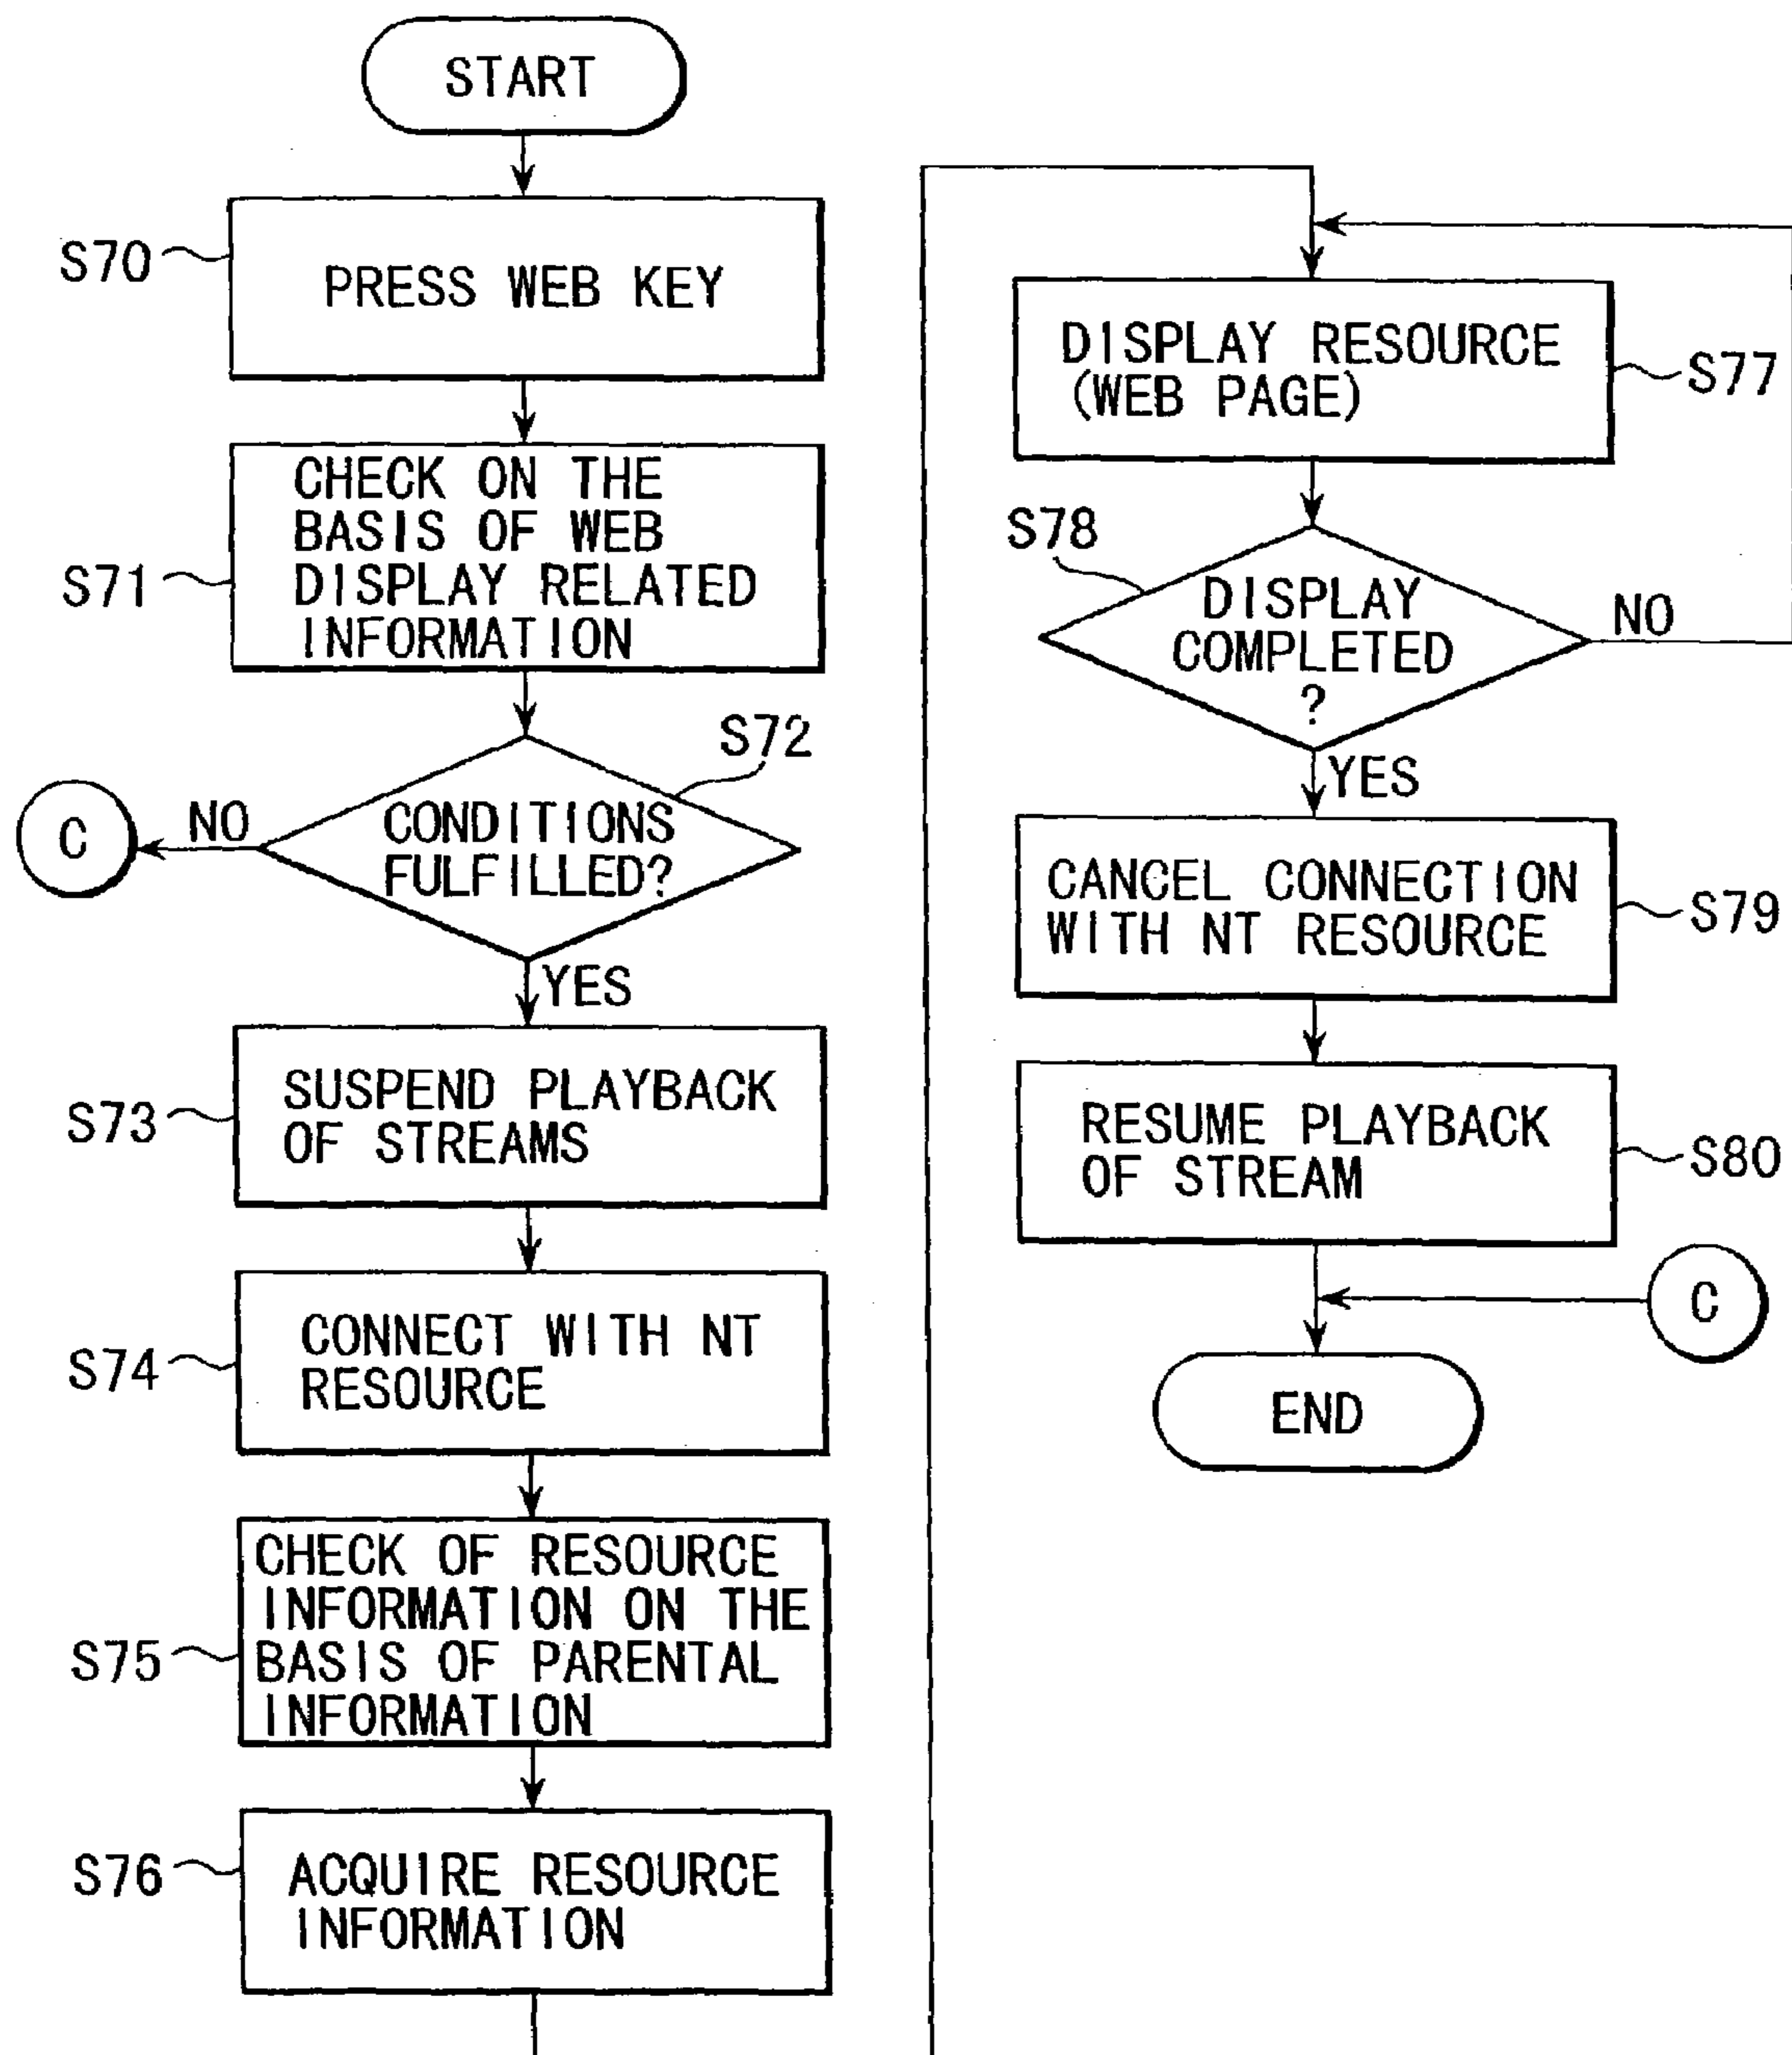 START
S70
PRESS WEB KEY
S71
CHECK ON THE
BASIS OF WEB
DISPLAY RELATED
INFORMATION
S72
CONDITIONS
FULFILLED?
NO
C
YES
S73
SUSPEND PLAYBACK
OF STREAMS
S74
CONNECT WITH NT
RESOURCE
S75
CHECK OF RESOURCE
INFORMATION ON THE
BASIS OF PARENTAL
INFORMATION
S76
ACQUIRE RESOURCE
INFORMATION
DISPLAY RESOURCE
(WEB PAGE)
S77
S78
DISPLAY
COMPLETED
?
NO
YES
CANCEL CONNECTION
WITH NT RESOURCE
S79
RESUME PLAYBACK
OF STREAM
S80
C
END